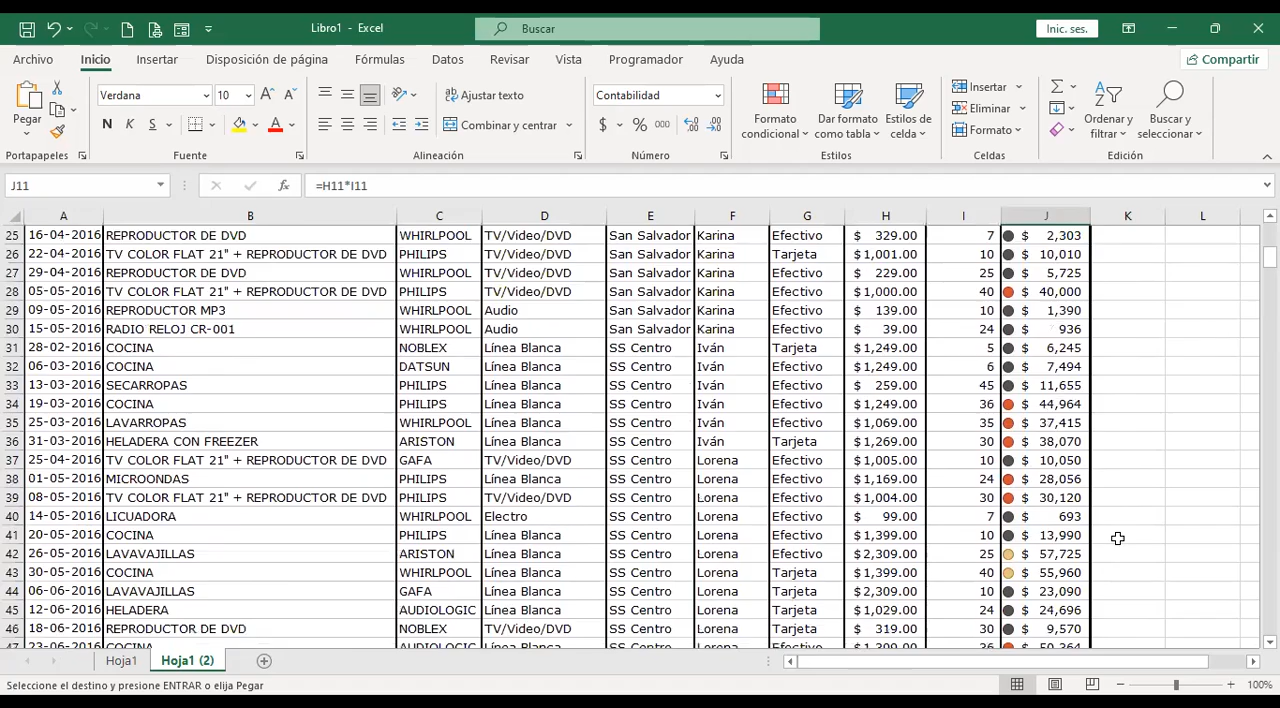 Libro1 - Excel
Buscar
Inic. ses.
Archivo Inicio Insertar Disposición de página Fórmulas Datos Revisar Vista Programador Ayuda
Compartir
Pegar
Verdana 10
N K S
Ajustar texto
Combinar y centrar
Contabilidad
$ % 000
Formato condicional
Dar formato como tabla
Estilos de celda
Insertar
Eliminar
Formato
Ordenar y filtrar
Buscar y seleccionar
Portapapeles Fuente Alineación Número Estilos Celdas Edición
J11 fx =H11*I11
A B C D E F G H I J K L
25 16-04-2016 REPRODUCTOR DE DVD WHIRLPOOL TV/Video/DVD San Salvador Karina Efectivo $ 329.00 7 $ 2,303
26 22-04-2016 TV COLOR FLAT 21" + REPRODUCTOR DE DVD PHILIPS TV/Video/DVD San Salvador Karina Tarjeta $ 1,001.00 10 $ 10,010
27 29-04-2016 REPRODUCTOR DE DVD WHIRLPOOL TV/Video/DVD San Salvador Karina Efectivo $ 229.00 25 $ 5,725
28 05-05-2016 TV COLOR FLAT 21" + REPRODUCTOR DE DVD PHILIPS TV/Video/DVD San Salvador Karina Efectivo $ 1,000.00 40 $ 40,000
29 09-05-2016 REPRODUCTOR MP3 WHIRLPOOL Audio San Salvador Karina Efectivo $ 139.00 10 $ 1,390
30 15-05-2016 RADIO RELOJ CR-001 WHIRLPOOL Audio San Salvador Karina Efectivo $ 39.00 24 $ 936
31 28-02-2016 COCINA NOBLEX Línea Blanca SS Centro Iván Tarjeta $ 1,249.00 5 $ 6,245
32 06-03-2016 COCINA DATSUN Línea Blanca SS Centro Iván Efectivo $ 1,249.00 6 $ 7,494
33 13-03-2016 SECARROPAS PHILIPS Línea Blanca SS Centro Iván Efectivo $ 259.00 45 $ 11,655
34 19-03-2016 COCINA PHILIPS Línea Blanca SS Centro Iván Efectivo $ 1,249.00 36 $ 44,964
35 25-03-2016 LAVARROPAS WHIRLPOOL Línea Blanca SS Centro Iván Efectivo $ 1,069.00 35 $ 37,415
36 31-03-2016 HELADERA CON FREEZER ARISTON Línea Blanca SS Centro Iván Tarjeta $ 1,269.00 30 $ 38,070
37 25-04-2016 TV COLOR FLAT 21" + REPRODUCTOR DE DVD GAFA TV/Video/DVD SS Centro Lorena Efectivo $ 1,005.00 10 $ 10,050
38 01-05-2016 MICROONDAS PHILIPS Línea Blanca SS Centro Lorena Efectivo $ 1,169.00 24 $ 28,056
39 08-05-2016 TV COLOR FLAT 21" + REPRODUCTOR DE DVD PHILIPS TV/Video/DVD SS Centro Lorena Efectivo $ 1,004.00 30 $ 30,120
40 14-05-2016 LICUADORA WHIRLPOOL Electro SS Centro Lorena Efectivo $ 99.00 7 $ 693
41 20-05-2016 COCINA PHILIPS Línea Blanca SS Centro Lorena Efectivo $ 1,399.00 10 $ 13,990
42 26-05-2016 LAVAVAJILLAS ARISTON Línea Blanca SS Centro Lorena Efectivo $ 2,309.00 25 $ 57,725
43 30-05-2016 COCINA WHIRLPOOL Línea Blanca SS Centro Lorena Tarjeta $ 1,399.00 40 $ 55,960
44 06-06-2016 LAVAVAJILLAS GAFA Línea Blanca SS Centro Lorena Tarjeta $ 2,309.00 10 $ 23,090
45 12-06-2016 HELADERA AUDIOLOGIC Línea Blanca SS Centro Lorena Tarjeta $ 1,029.00 24 $ 24,696
46 18-06-2016 REPRODUCTOR DE DVD NOBLEX TV/Video/DVD SS Centro Lorena Tarjeta $ 319.00 30 $ 9,570
47 23-06-2016 COCINA AUDIOLOGIC Línea Blanca SS Centro Lorena Efectivo $ 1,399.00 36 $ 50,364
Hoja1 Hoja1 (2)
Seleccione el destino y presione ENTRAR o elija Pegar
100%